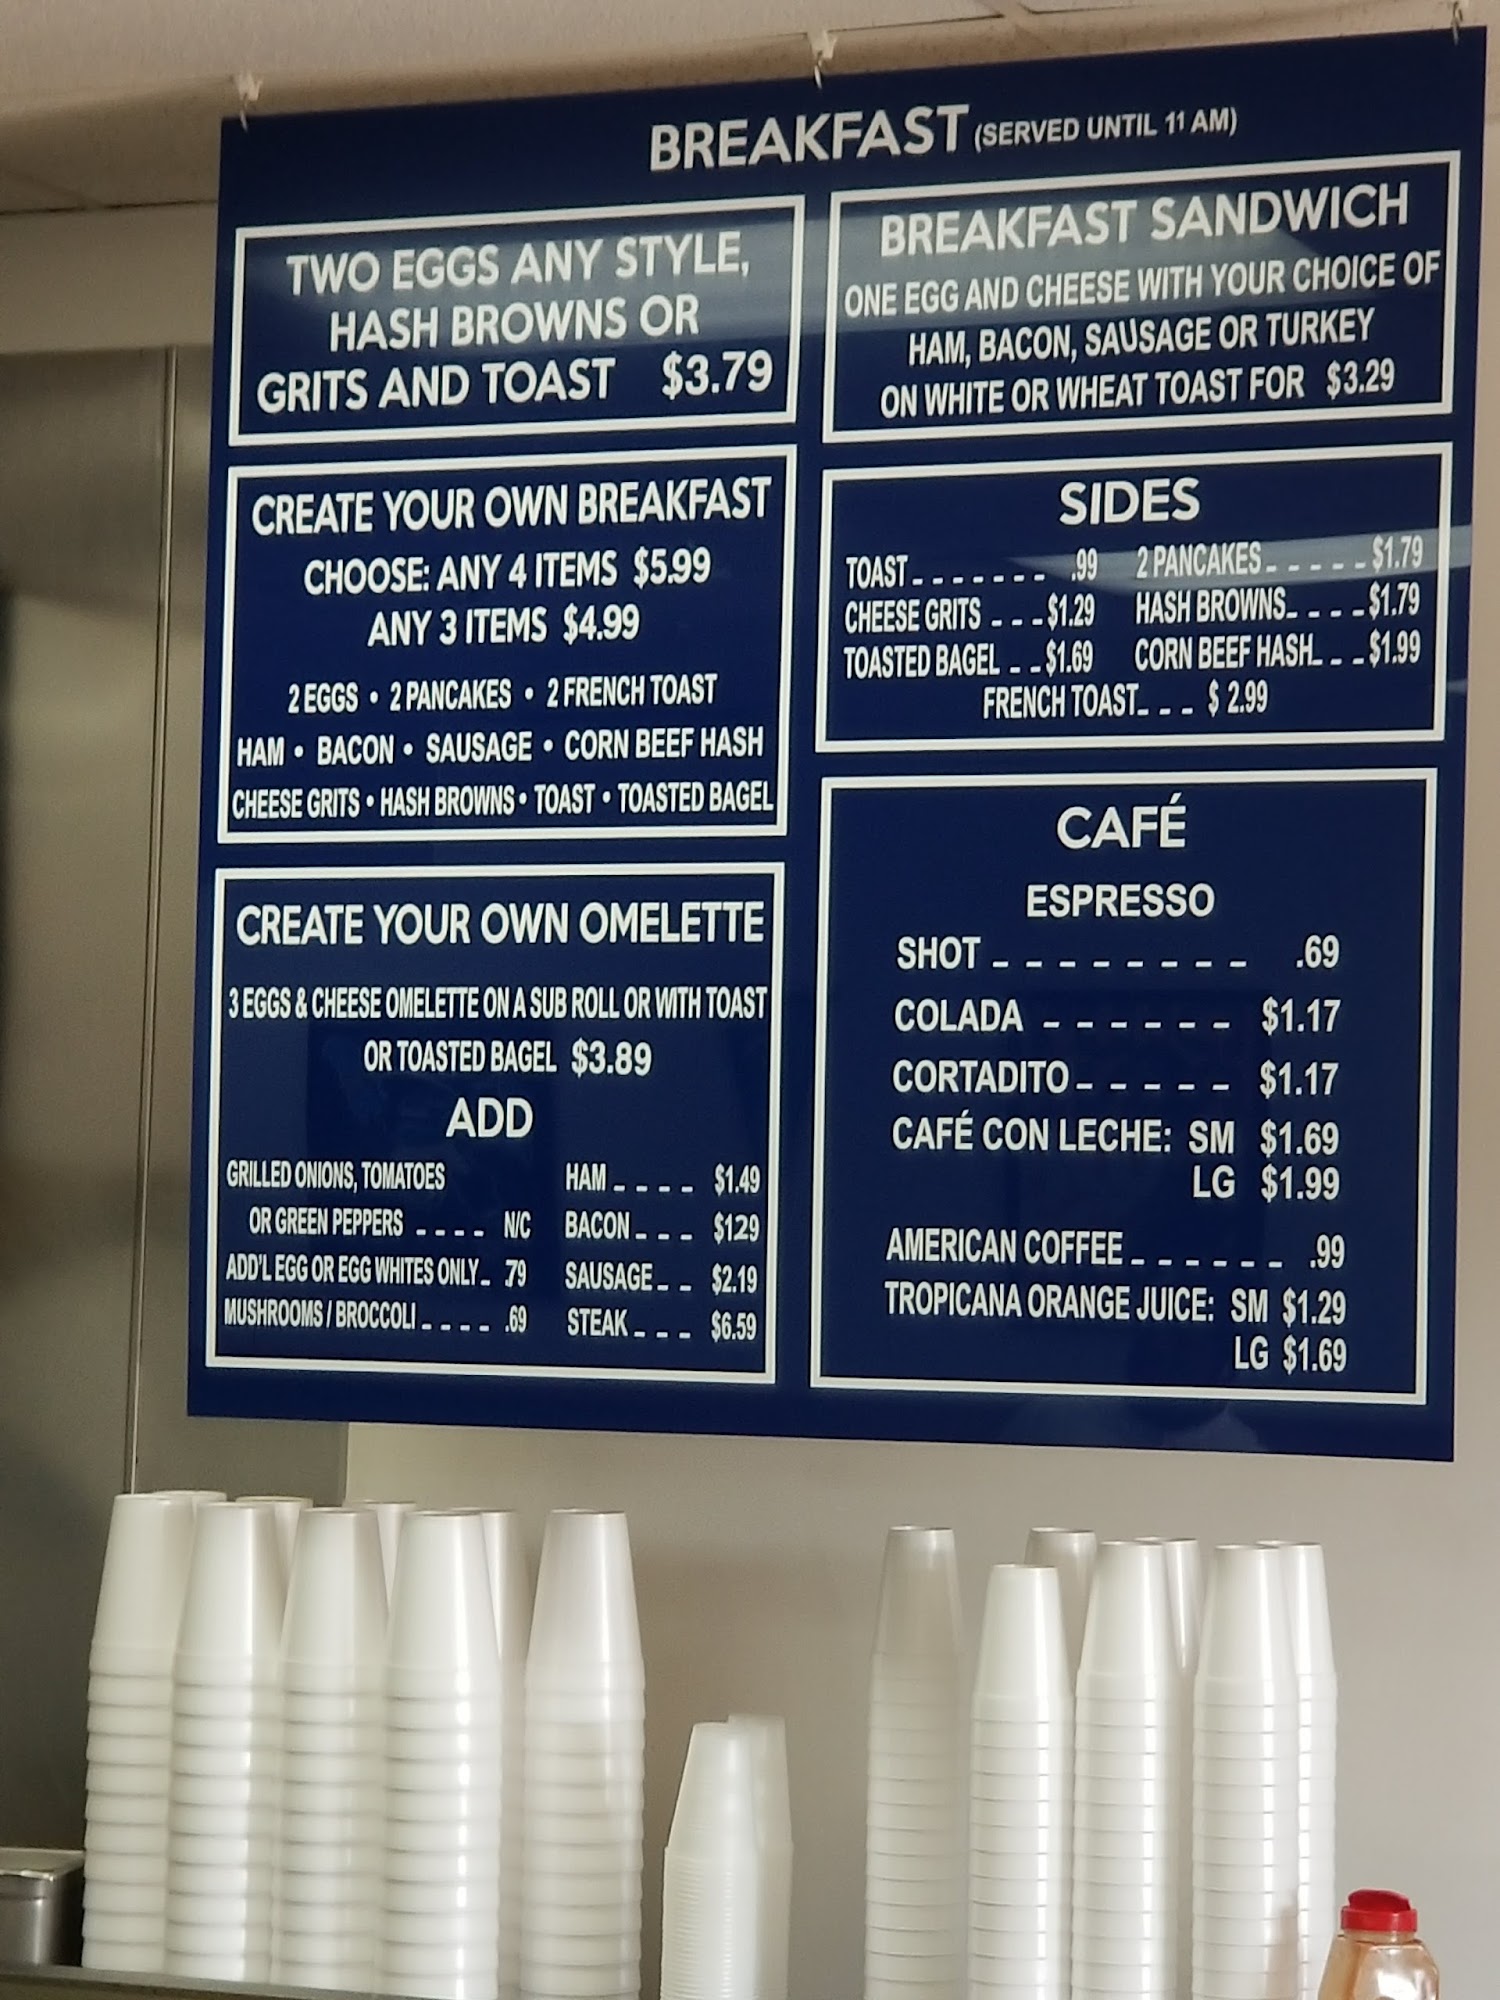 BREAKFAST (SERVED UNTIL 11 AM)
TWO EGGS ANY STYLE,
HASH BROWNS OR
GRITS AND TOAST $3.79
BREAKFAST SANDWICH
ONE EGG AND CHEESE WITH YOUR CHOICE OF
HAM, BACON, SAUSAGE OR TURKEY
ON WHITE OR WHEAT TOAST FOR $3.29
CREATE YOUR OWN BREAKFAST
CHOOSE: ANY 4 ITEMS $5.99
ANY 3 ITEMS $4.99
2 EGGS • 2 PANCAKES • 2 FRENCH TOAST
HAM • BACON • SAUSAGE • CORN BEEF HASH
CHEESE GRITS • HASH BROWNS • TOAST • TOASTED BAGEL
SIDES
TOAST _ _ _ _ _ _ _ .99 2 PANCAKES _ _ _ _ _ $1.79
CHEESE GRITS _ _ _ $1.29 HASH BROWNS _ _ _ _ $1.79
TOASTED BAGEL _ _ $1.69 CORN BEEF HASH _ _ _ $1.99
FRENCH TOAST _ _ _ $ 2.99
CREATE YOUR OWN OMELETTE
3 EGGS & CHEESE OMELETTE ON A SUB ROLL OR WITH TOAST
OR TOASTED BAGEL $3.89
ADD
GRILLED ONIONS, TOMATOES
OR GREEN PEPPERS _ _ _ _ N/C
ADD'L EGG OR EGG WHITES ONLY _ .79
MUSHROOMS / BROCCOLI _ _ _ _ .69
HAM _ _ _ _ $1.49
BACON _ _ _ $1.29
SAUSAGE _ _ $2.19
STEAK _ _ _ $6.59
CAFÉ
ESPRESSO
SHOT _ _ _ _ _ _ _ _ .69
COLADA _ _ _ _ _ _ $1.17
CORTADITO _ _ _ _ _ $1.17
CAFÉ CON LECHE: SM $1.69
LG $1.99
AMERICAN COFFEE _ _ _ _ _ _ .99
TROPICANA ORANGE JUICE: SM $1.29
LG $1.69